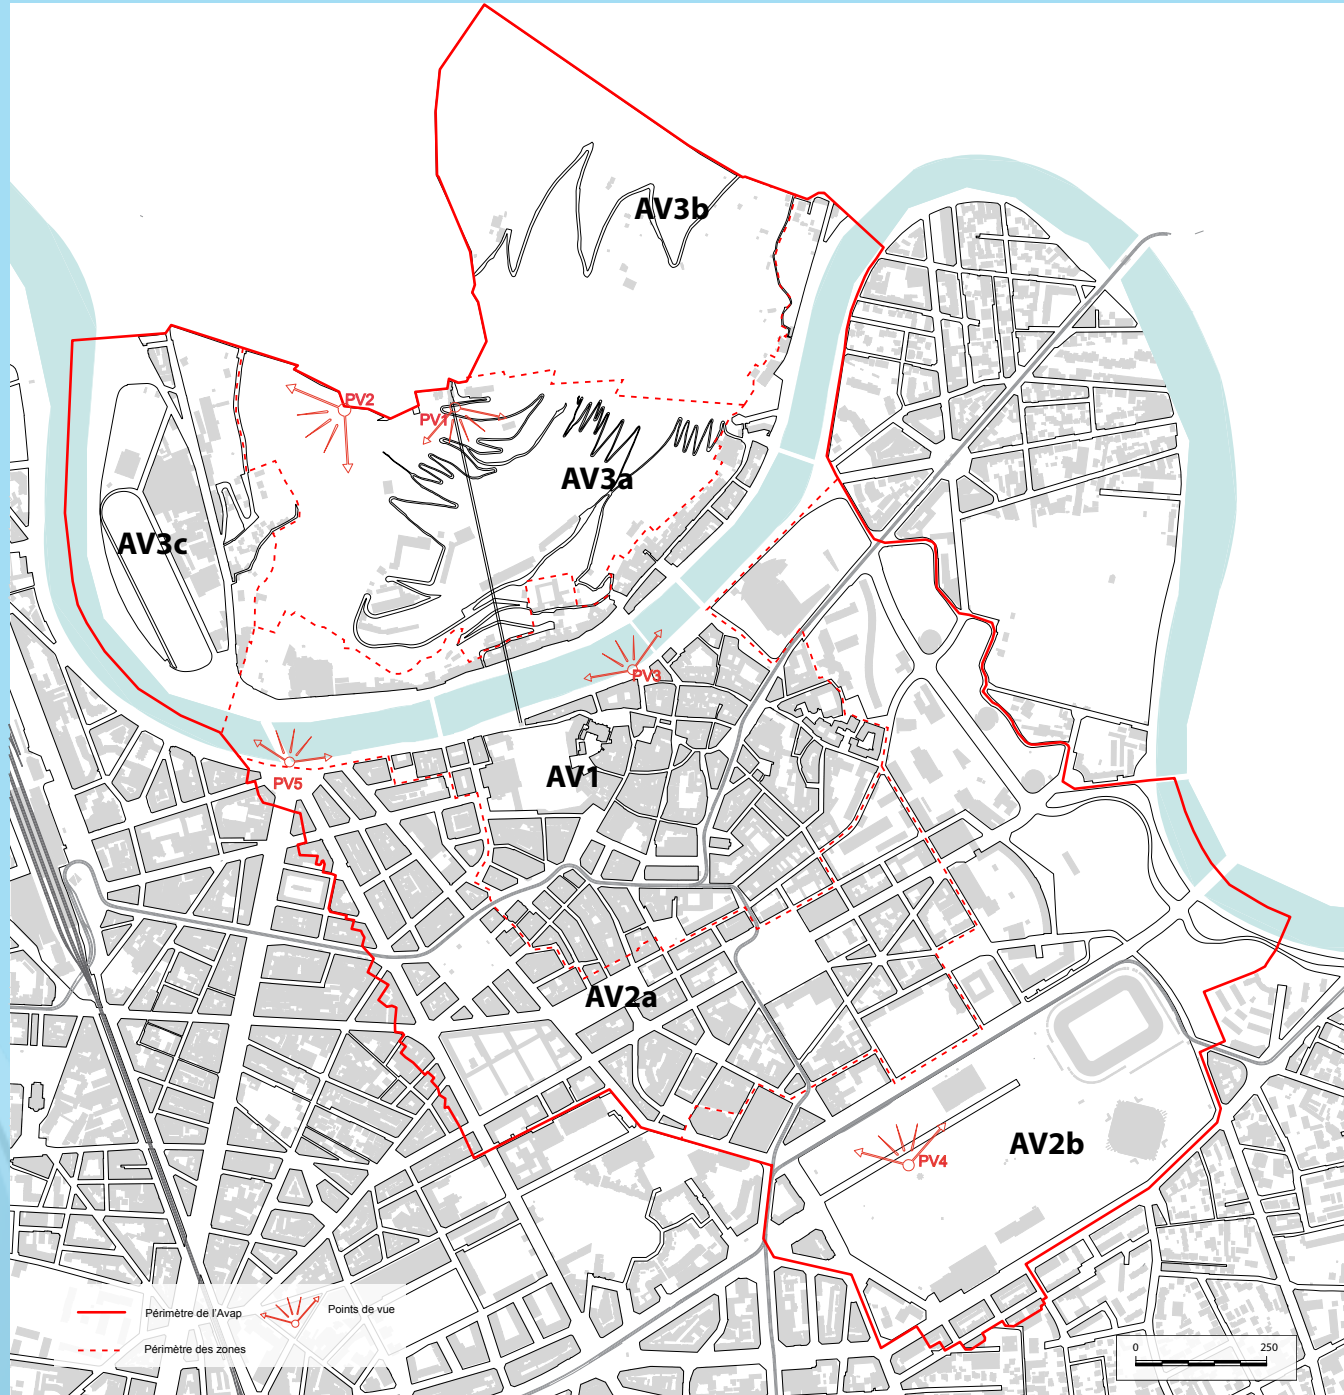 AV3b
PV2
PV1
AV3a
AV3c
PV3
AV1
PV5
AV2a
AV2b
PV4
Périmètre de l'Avap
Points de vue
Périmètre des zones
0 250